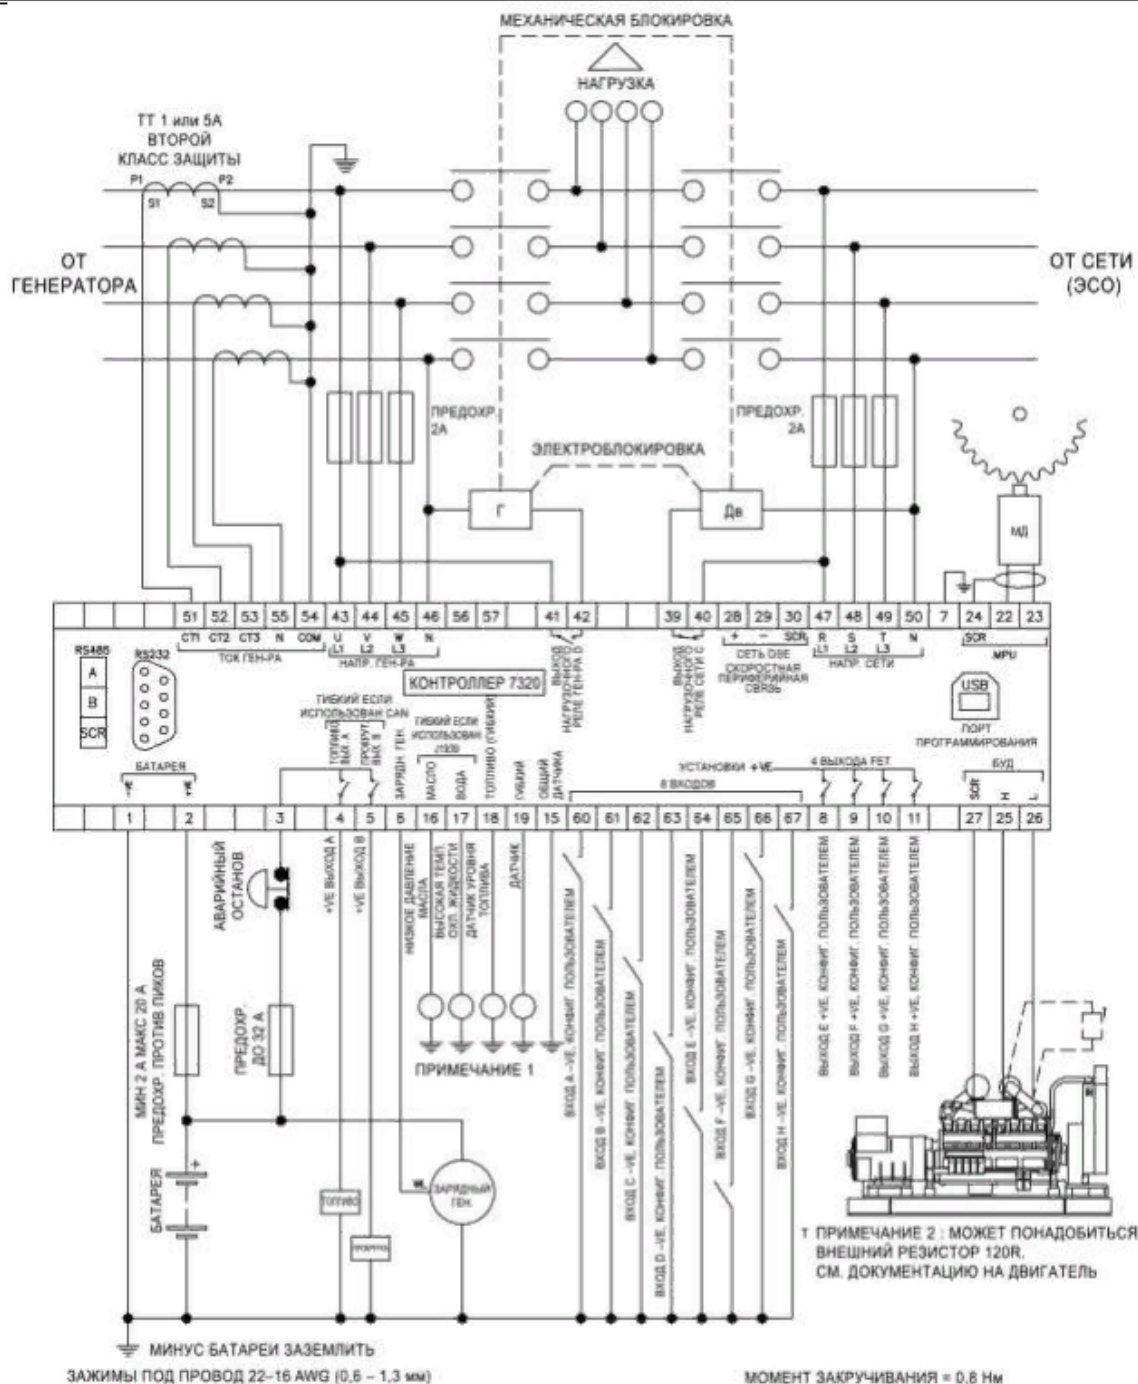 МЕХАНИЧЕСКАЯ БЛОКИРОВКА
НАГРУЗКА
ТТ 1 или 5А
ВТОРОЙ
КЛАСС ЗАЩИТЫ
P1 P2
S1 S2
ОТ
ГЕНЕРАТОРА
ОТ СЕТИ
(ЭСО)
ПРЕДОХР.
2А
ПРЕДОХР.
2А
ЭЛЕКТРОБЛОКИРОВКА
Г
Дв
МД
51 52 53 55 54 43 44 45 46 56 57 41 42 39 40 28 29 30 47 48 49 50 7 24 22 23
CT1 CT2 CT3 N COM U V W N + − SCR R S T N SCR
L1 L2 L3 L1 L2 L3
ТОК ГЕН-РА
НАПР. ГЕН-РА
ВЫХОД
НАГРУЗОЧНОГО
РЕЛЕ ГЕН-РА D
ВЫХОД
НАГРУЗОЧНОГО
РЕЛЕ СЕТИ C
СЕТЬ DSE
СКОРОСТНАЯ
ПЕРИФЕРИЙНАЯ
СВЯЗЬ
НАПР. СЕТИ
MPU
RS485
A
B
SCR
RS232
КОНТРОЛЛЕР 7320
USB
ПОРТ
ПРОГРАММИРОВАНИЯ
ГИБКИЙ ЕСЛИ
ИСПОЛЬЗОВАН CAN
ГИБКИЙ ЕСЛИ
ИСПОЛЬЗОВАН
J1939
БАТАРЕЯ
-VE +VE
ТОПЛИВО
ВЫХ. A
ПРОКРУТ.
ВЫХ. B
ЗАРЯДН. ГЕН.
МАСЛО
ВОДА
ТОПЛИВО (ГИБКИЙ)
ГИБКИЙ
ОБЩИЙ
ДАТЧИКА
8 ВХОДОВ
УСТАНОВКИ +VE
4 ВЫХОДА FET
БУД
SCR H L
1 2 3 4 5 6 16 17 18 19 15 60 61 62 63 64 65 66 67 8 9 10 11 27 25 26
АВАРИЙНЫЙ
ОСТАНОВ
+VE ВЫХОД A
+VE ВЫХОД B
НИЗКОЕ ДАВЛЕНИЕ
МАСЛА
ВЫСОКАЯ ТЕМП.
ОХЛ. ЖИДКОСТИ
ДАТЧИК УРОВНЯ
ТОПЛИВА
ДАТЧИК
ВХОД A –VE, КОНФИГ. ПОЛЬЗОВАТЕЛЕМ
ВХОД B –VE, КОНФИГ. ПОЛЬЗОВАТЕЛЕМ
ВХОД C –VE, КОНФИГ. ПОЛЬЗОВАТЕЛЕМ
ВХОД D –VE, КОНФИГ. ПОЛЬЗОВАТЕЛЕМ
ВХОД E –VE, КОНФИГ. ПОЛЬЗОВАТЕЛЕМ
ВХОД F –VE, КОНФИГ. ПОЛЬЗОВАТЕЛЕМ
ВХОД G –VE, КОНФИГ. ПОЛЬЗОВАТЕЛЕМ
ВХОД H –VE, КОНФИГ. ПОЛЬЗОВАТЕЛЕМ
ВЫХОД E +VE, КОНФИГ. ПОЛЬЗОВАТЕЛЕМ
ВЫХОД F +VE, КОНФИГ. ПОЛЬЗОВАТЕЛЕМ
ВЫХОД G +VE, КОНФИГ. ПОЛЬЗОВАТЕЛЕМ
ВЫХОД H +VE, КОНФИГ. ПОЛЬЗОВАТЕЛЕМ
МИН 2 А МАКС 20 А
ПРЕДОХР. ПРОТИВ ПИКОВ
ПРЕДОХР.
ДО 32 А
ПРИМЕЧАНИЕ 1
БАТАРЕЯ
+
ТОПЛИВО
WL
ЗАРЯДНЫЙ
ГЕН.
т ПРИМЕЧАНИЕ 2 : МОЖЕТ ПОНАДОБИТЬСЯ
ВНЕШНИЙ РЕЗИСТОР 120R.
СМ. ДОКУМЕНТАЦИЮ НА ДВИГАТЕЛЬ
МИНУС БАТАРЕИ ЗАЗЕМЛИТЬ
ЗАЖИМЫ ПОД ПРОВОД 22–16 AWG (0,6 – 1,3 мм)
МОМЕНТ ЗАКРУЧИВАНИЯ = 0.8 Нм